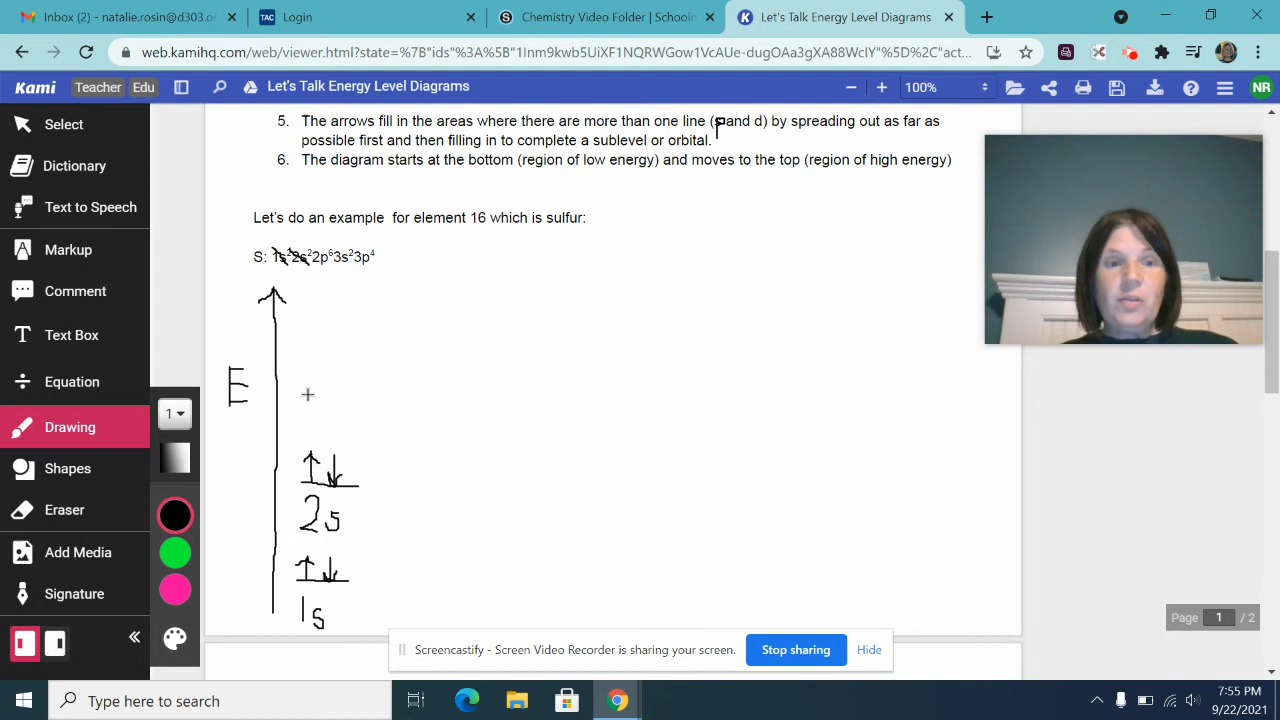 Inbox (20) - natalie.rosin@d303.on
Login
Chemistry Video Folder | Schoolo
Let's Talk Energy Level Diagrams
web.kamihq.com/web/viewer.html?state=%7B"ids"%3A%5B"1lnm9kwb5UiXF1NQRWGow1VcAUe-dugOAa3gXA88WcIY"%5D%2C"act...
Kami Teacher Edu Let's Talk Energy Level Diagrams 100% NR
Select
Dictionary
Text to Speech
Markup
Comment
Text Box
Equation
Drawing
Shapes
Eraser
Add Media
Signature
1
5. The arrows fill in the areas where there are more than one line (p and d) by spreading out as far as
possible first and then filling in to complete a sublevel or orbital.
6. The diagram starts at the bottom (region of low energy) and moves to the top (region of high energy)
Let's do an example for element 16 which is sulfur:
S: 1s²2s²2p⁶3s²3p⁴
E
2s
1s
Page 1 / 2
Screencastify - Screen Video Recorder is sharing your screen. Stop sharing Hide
Type here to search
7:55 PM
9/22/2021